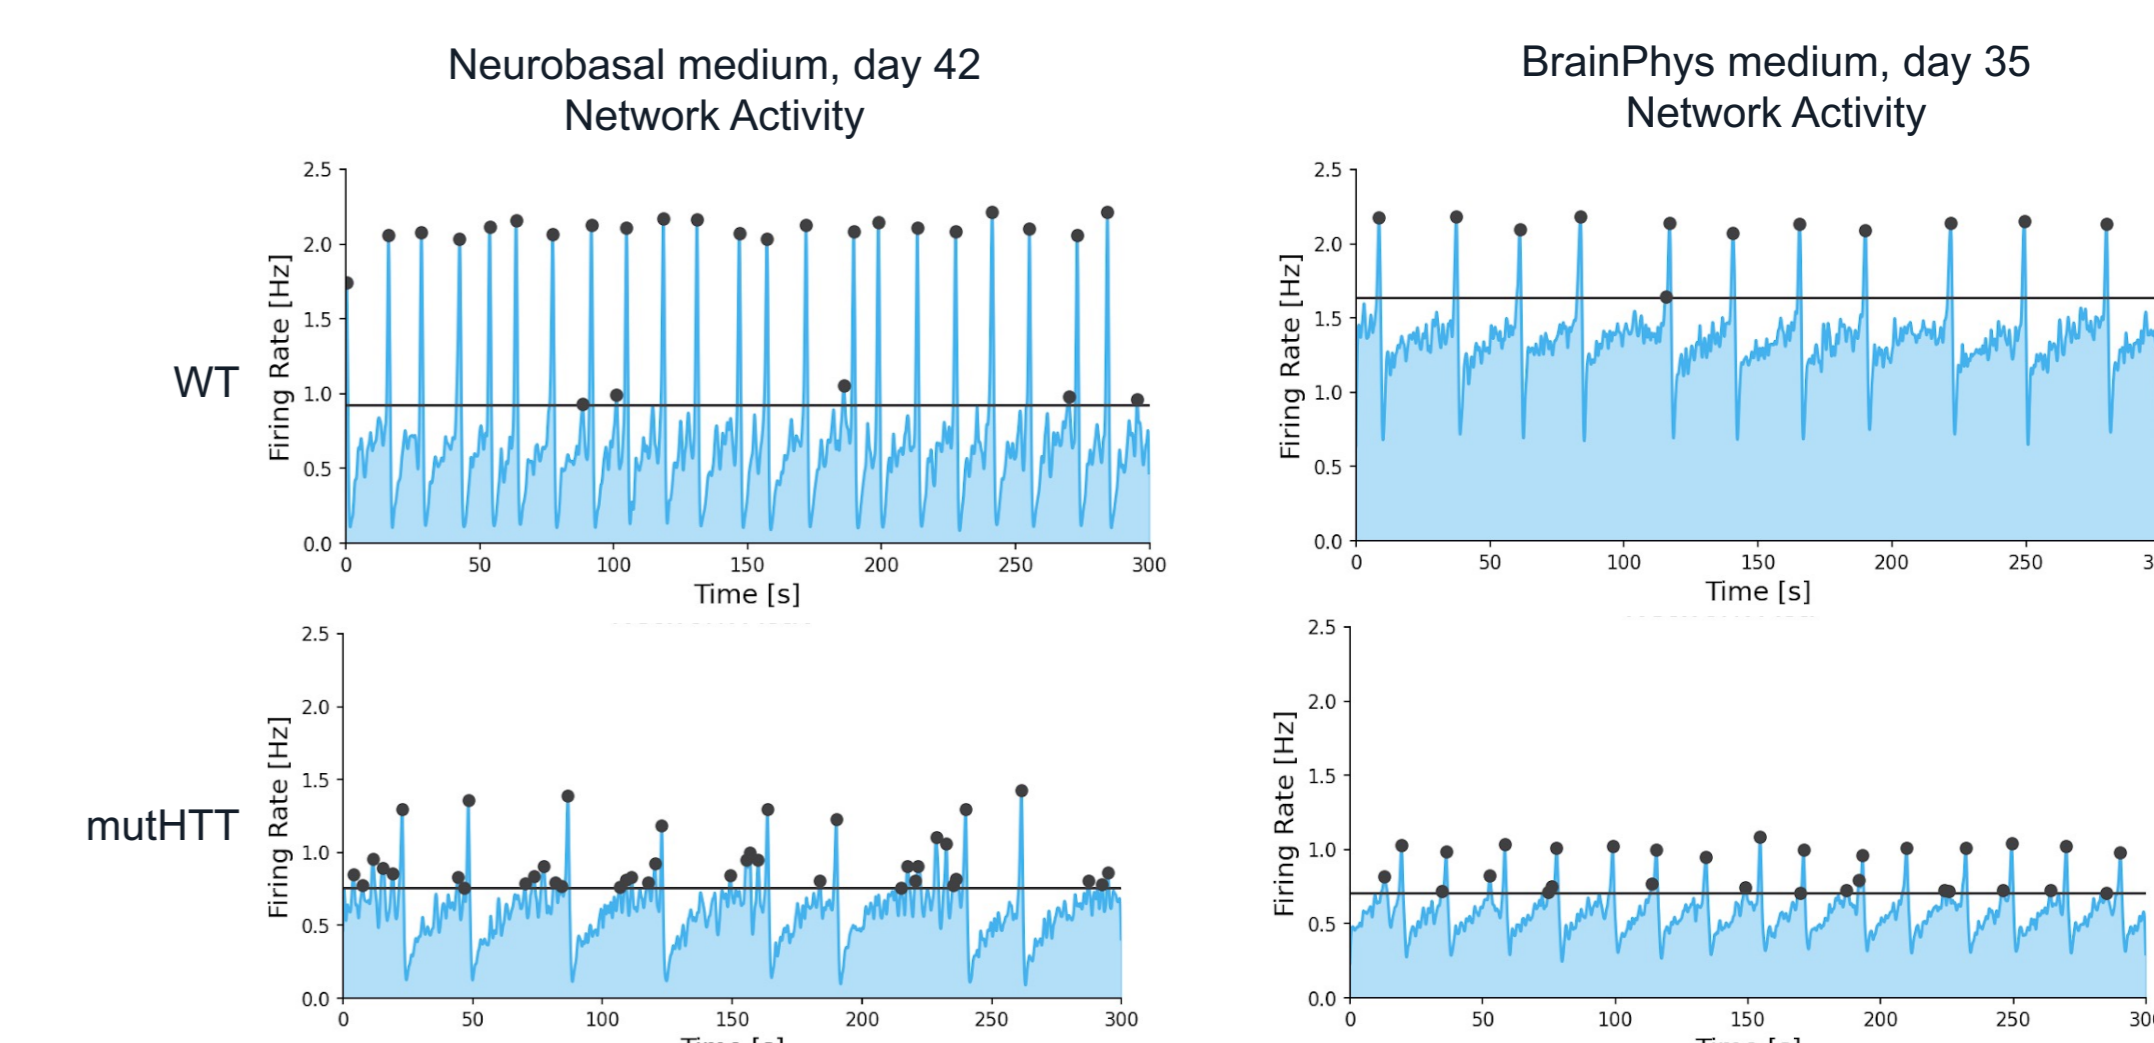 Neurobasal medium, day 42
Network Activity
BrainPhys medium, day 35
Network Activity
WT
Firing Rate [Hz]
2.5
2.0
1.5
1.0
0.5
0.0
0 50 100 150 200 250 300
Time [s]
Firing Rate [Hz]
2.5
2.0
1.5
1.0
0.5
0.0
0 50 100 150 200 250 3
Time [s]
mutHTT
Firing Rate [Hz]
2.5
2.0
1.5
1.0
0.5
0.0
0 50 100 150 200 250 300
Time [s]
Firing Rate [Hz]
2.5
2.0
1.5
1.0
0.5
0.0
0 50 100 150 200 250 300
Time [s]